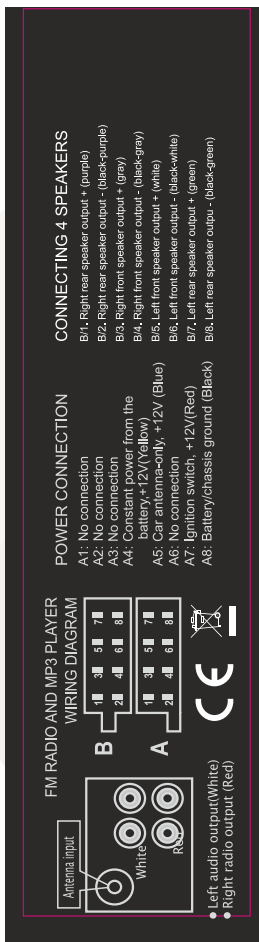 FM RADIO AND MP3 PLAYER
WIRING DIAGRAM
Antenna input
White
Red
Left audio output(White)
Right radio output (Red)
B
1 3 5 7
2 4 6 8
A
1 3 5 7
2 4 6 8
CE
POWER CONNECTION
A1: No connection
A2: No connection
A3: No connection
A4: Constant power from the
battery,+12V(Yellow)
A5: Car antenna-only, +12V (Blue)
A6: No connection
A7: Ignition switch, +12V(Red)
A8: Battery/chassis ground (Black)
CONNECTING 4 SPEAKERS
B/1. Right rear speaker output + (purple)
B/2. Right rear speaker output - (black-purple)
B/3. Right front speaker output + (gray)
B/4. Right front speaker output - (black-gray)
B/5. Left front speaker output + (white)
B/6. Left front speaker output - (black-white)
B/7. Left rear speaker output + (green)
B/8. Left rear speaker outpu - (black-green)